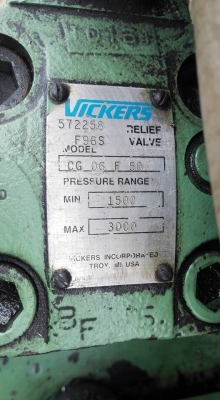 VICKERS
572258 RELIEF
F96S VALVE
MODEL
CG 06 F 50
PRESSURE RANGE
MIN 1500
MAX 3000
VICKERS INCORPORATED
TROY, MI. USA